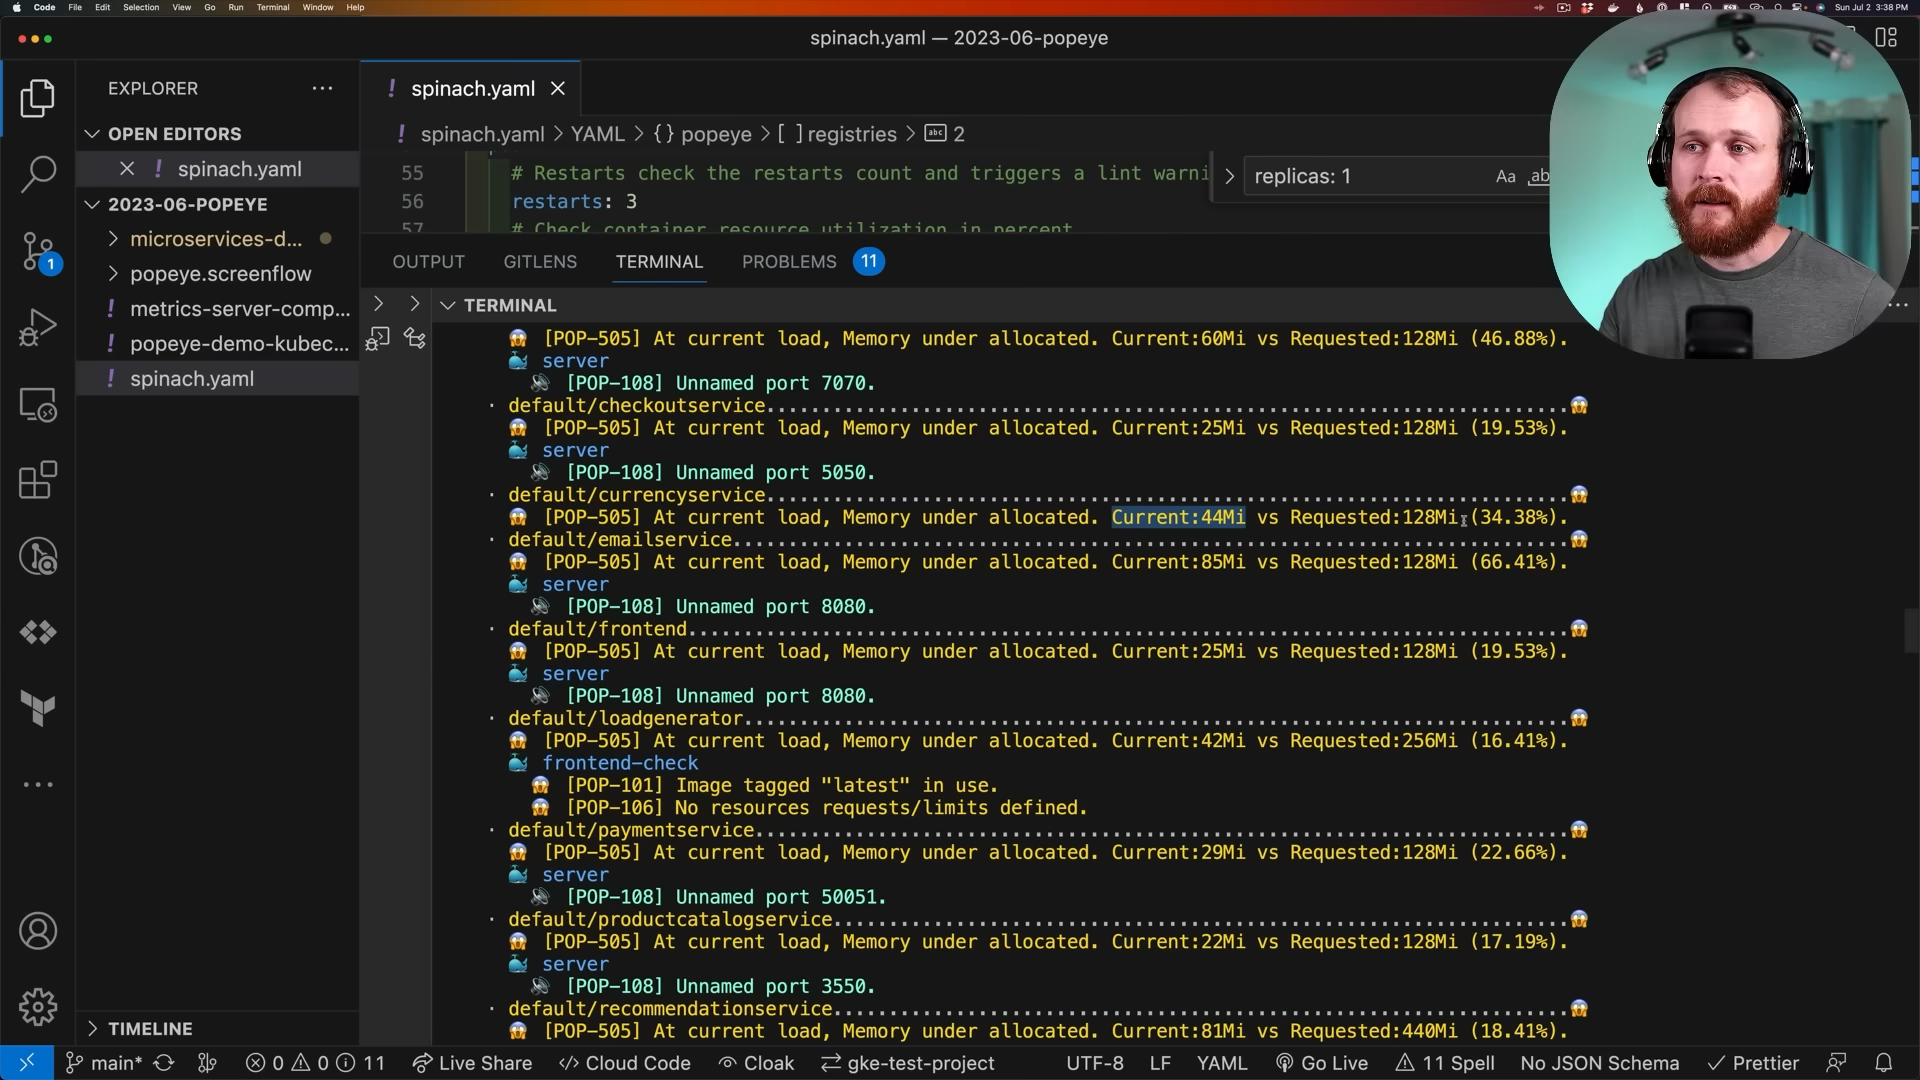 Code File Edit Selection View Go Run Terminal Window Help Sun Jul 2 3:38 PM
spinach.yaml — 2023-06-popeye
EXPLORER
! spinach.yaml
OPEN EDITORS
! spinach.yaml > YAML > {} popeye > [ ] registries > abc 2
! spinach.yaml
55 # Restarts check the restarts count and triggers a lint warni
replicas: 1 Aa ab
2023-06-POPEYE
56 restarts: 3
57 # Check container resource utilization in percent
microservices-d...
popeye.screenflow
! metrics-server-comp...
! popeye-demo-kubec...
! spinach.yaml
1
TIMELINE
OUTPUT GITLENS TERMINAL PROBLEMS 11
TERMINAL
[POP-505] At current load, Memory under allocated. Current:60Mi vs Requested:128Mi (46.88%).
server
[POP-108] Unnamed port 7070.
· default/checkoutservice.......................................................................
[POP-505] At current load, Memory under allocated. Current:25Mi vs Requested:128Mi (19.53%).
server
[POP-108] Unnamed port 5050.
· default/currencyservice.......................................................................
[POP-505] At current load, Memory under allocated. Current:44Mi vs Requested:128Mi (34.38%).
· default/emailservice..........................................................................
[POP-505] At current load, Memory under allocated. Current:85Mi vs Requested:128Mi (66.41%).
server
[POP-108] Unnamed port 8080.
· default/frontend..............................................................................
[POP-505] At current load, Memory under allocated. Current:25Mi vs Requested:128Mi (19.53%).
server
[POP-108] Unnamed port 8080.
· default/loadgenerator.........................................................................
[POP-505] At current load, Memory under allocated. Current:42Mi vs Requested:256Mi (16.41%).
frontend-check
[POP-101] Image tagged "latest" in use.
[POP-106] No resources requests/limits defined.
· default/paymentservice........................................................................
[POP-505] At current load, Memory under allocated. Current:29Mi vs Requested:128Mi (22.66%).
server
[POP-108] Unnamed port 50051.
· default/productcatalogservice.................................................................
[POP-505] At current load, Memory under allocated. Current:22Mi vs Requested:128Mi (17.19%).
server
[POP-108] Unnamed port 3550.
· default/recommendationservice.................................................................
[POP-505] At current load, Memory under allocated. Current:81Mi vs Requested:440Mi (18.41%).
main* 0 0 11 Live Share Cloud Code Cloak gke-test-project UTF-8 LF YAML Go Live 11 Spell No JSON Schema Prettier